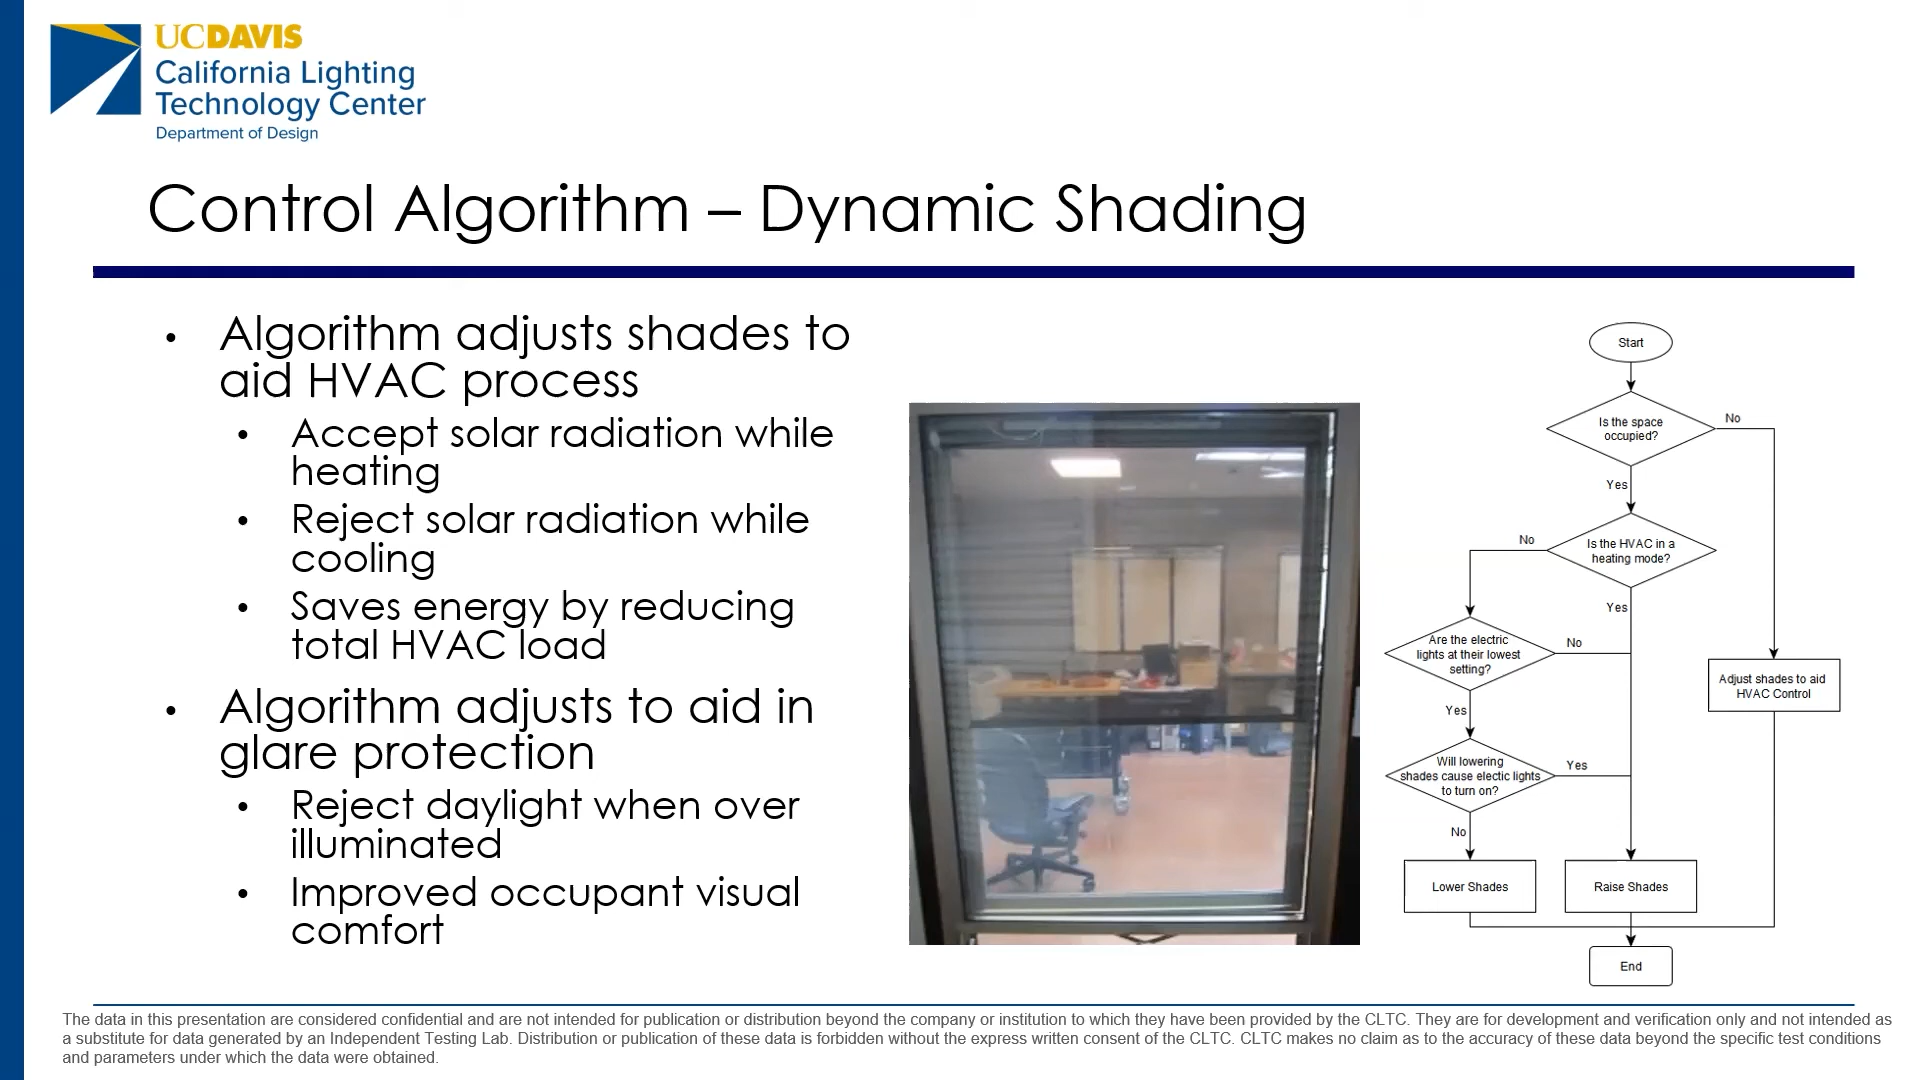 UCDAVIS
California Lighting
Technology Center
Department of Design
Control Algorithm – Dynamic Shading
• Algorithm adjusts shades to
aid HVAC process
• Accept solar radiation while
heating
• Reject solar radiation while
cooling
• Saves energy by reducing
total HVAC load
• Algorithm adjusts to aid in
glare protection
• Reject daylight when over
illuminated
• Improved occupant visual
comfort
Start
Is the space
occupied?
No
Yes
Is the HVAC in a
heating mode?
No
Yes
Are the electric
lights at their lowest
setting?
No
Yes
Adjust shades to aid
HVAC Control
Will lowering
shades cause electic lights
to turn on?
Yes
No
Lower Shades
Raise Shades
End
The data in this presentation are considered confidential and are not intended for publication or distribution beyond the company or institution to which they have been provided by the CLTC. They are for development and verification only and not intended as
a substitute for data generated by an Independent Testing Lab. Distribution or publication of these data is forbidden without the express written consent of the CLTC. CLTC makes no claim as to the accuracy of these data beyond the specific test conditions
and parameters under which the data were obtained.